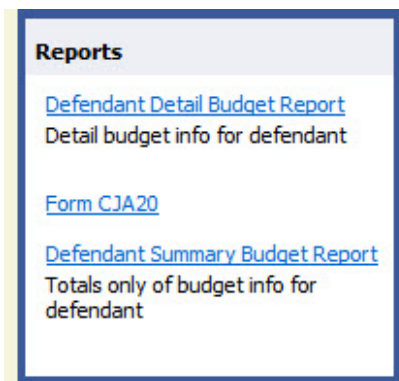 Reports
Defendant Detail Budget Report
Detail budget info for defendant
Form CJA20
Defendant Summary Budget Report
Totals only of budget info for
defendant